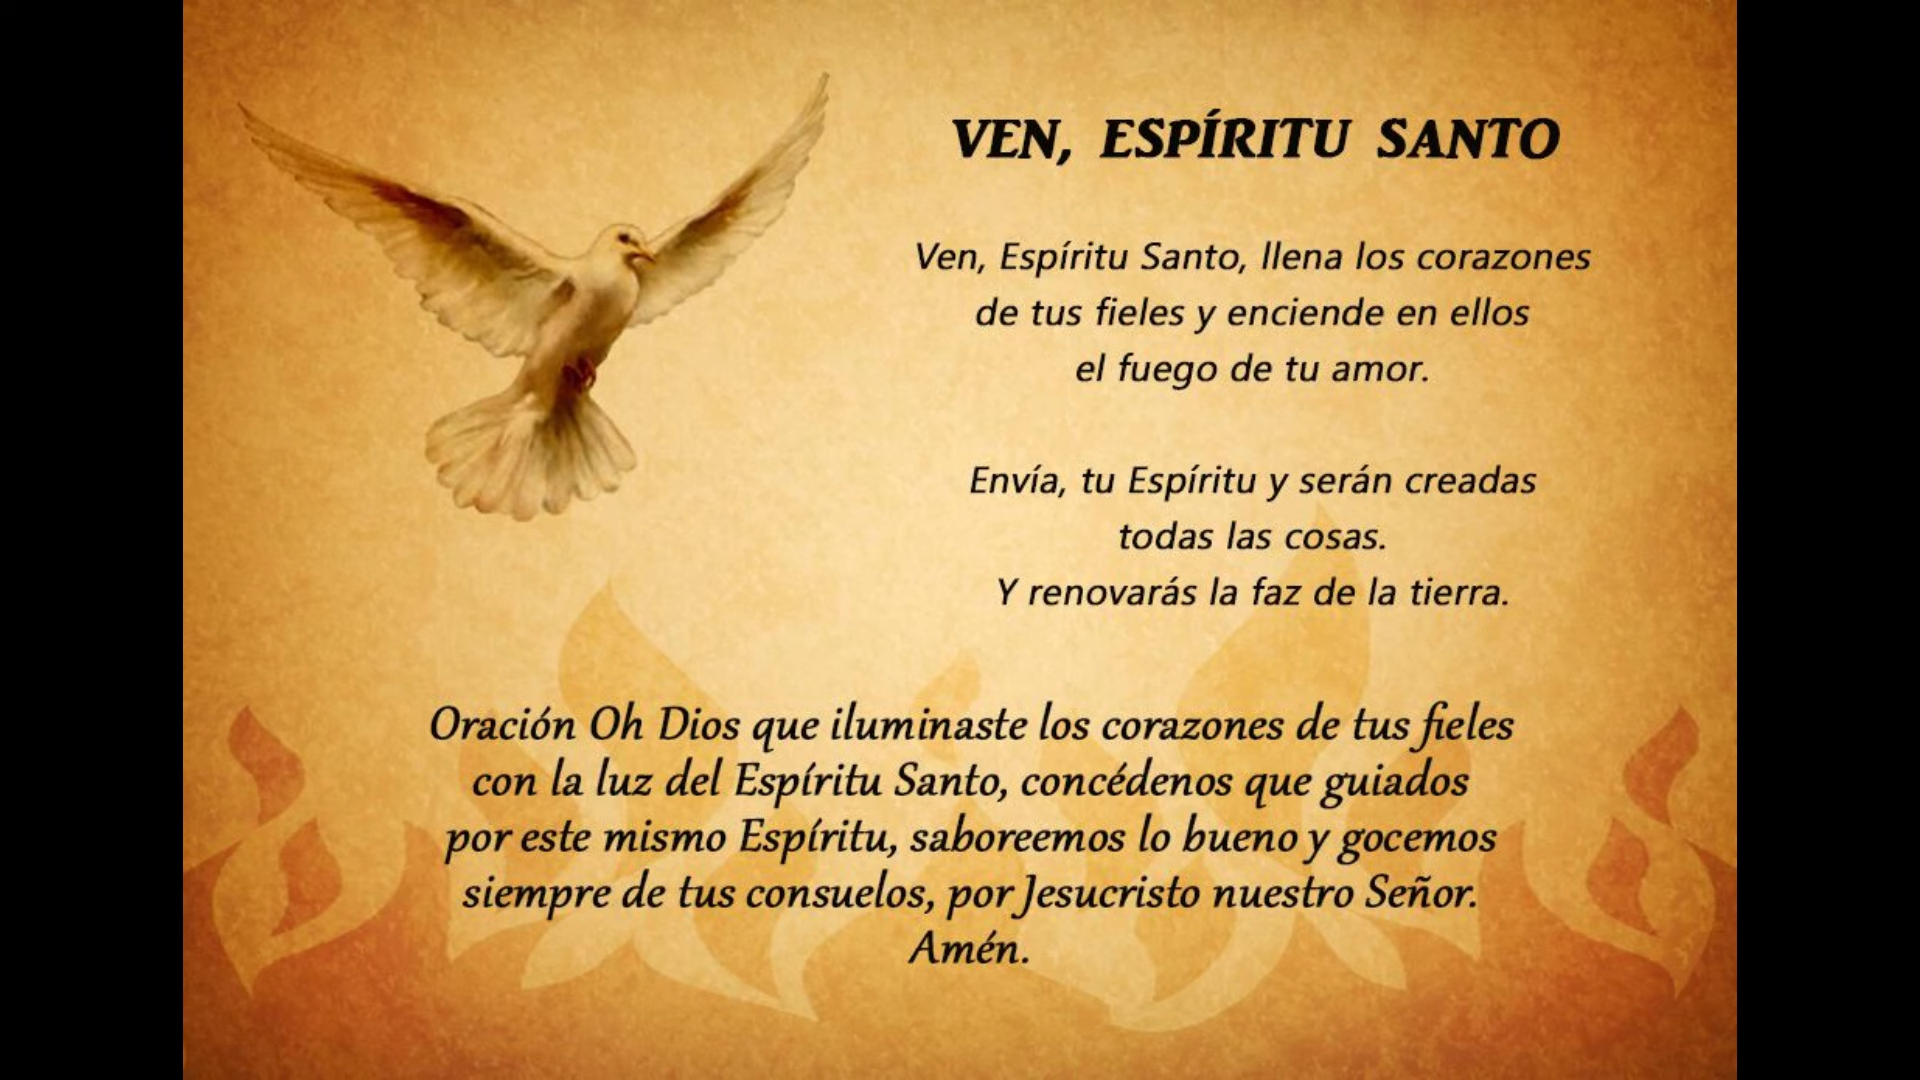 VEN, ESPÍRITU SANTO
Ven, Espíritu Santo, llena los corazones
de tus fieles y enciende en ellos
el fuego de tu amor.
Envía, tu Espíritu y serán creadas
todas las cosas.
Y renovarás la faz de la tierra.
Oración Oh Dios que iluminaste los corazones de tus fieles
con la luz del Espíritu Santo, concédenos que guiados
por este mismo Espíritu, saboreemos lo bueno y gocemos
siempre de tus consuelos, por Jesucristo nuestro Señor.
Amén.